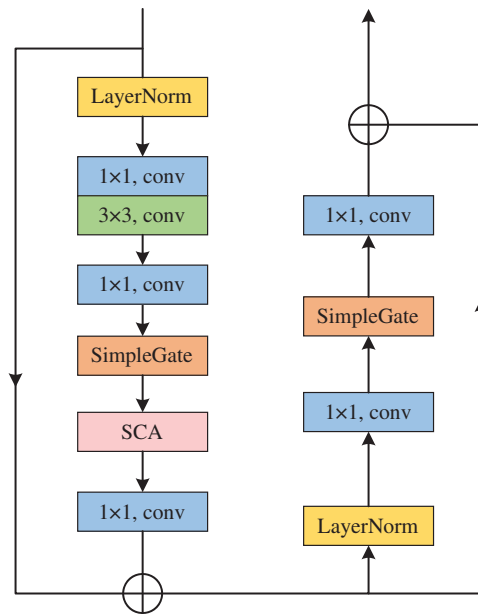 LayerNorm
1×1, conv
3×3, conv
1×1, conv
SimpleGate
SCA
1×1, conv
1×1, conv
SimpleGate
1×1, conv
LayerNorm